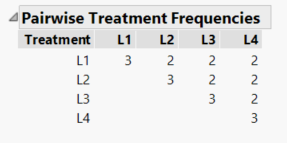 Pairwise Treatment Frequencies
Treatment L1 L2 L3 L4
L1 3 2 2 2
L2 3 2 2
L3 3 2
L4 3